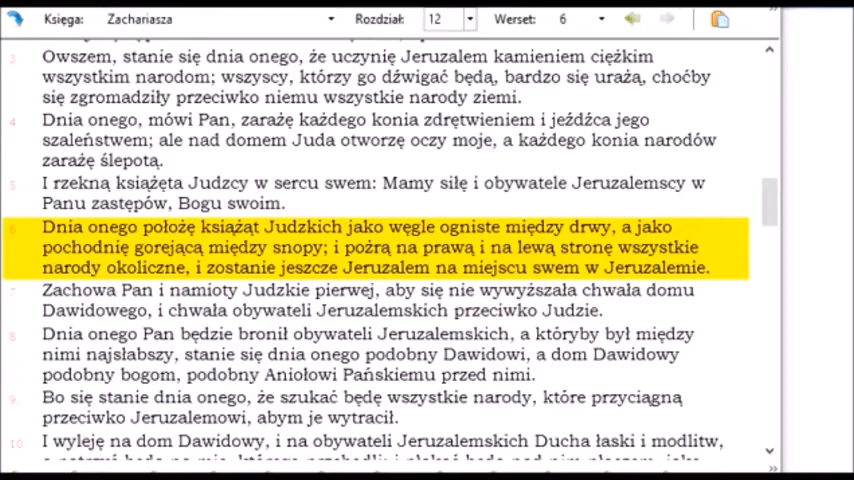 Księga: Zachariasza Rozdział: 12 Werset: 6
3 Owszem, stanie się dnia onego, że uczynię Jeruzalem kamieniem ciężkim
wszystkim narodom; wszyscy, którzy go dźwigać będą, bardzo się urażą, choćby
się zgromadziły przeciwko niemu wszystkie narody ziemi.
4 Dnia onego, mówi Pan, zarażę każdego konia zdrętwieniem i jeźdźca jego
szaleństwem; ale nad domem Juda otworzę oczy moje, a każdego konia narodów
zarażę ślepotą.
5 I rzekną książęta Judzcy w sercu swem: Mamy siłę i obywatele Jeruzalemscy w
Panu zastępów, Bogu swoim.
6 Dnia onego położę książąt Judzkich jako węgle ogniste między drwy, a jako
pochodnię gorejącą między snopy; i pożrą na prawą i na lewą stronę wszystkie
narody okoliczne, i zostanie jeszcze Jeruzalem na miejscu swem w Jeruzalemie.
7 Zachowa Pan i namioty Judzkie pierwej, aby się nie wywyższała chwała domu
Dawidowego, i chwała obywateli Jeruzalemskich przeciwko Judzie.
8 Dnia onego Pan będzie bronił obywateli Jeruzalemskich, a któryby był między
nimi najsłabszy, stanie się dnia onego podobny Dawidowi, a dom Dawidowy
podobny bogom, podobny Aniołowi Pańskiemu przed nimi.
9 Bo się stanie dnia onego, że szukać będę wszystkie narody, które przyciągną
przeciwko Jeruzalemowi, abym je wytracił.
10 I wyleję na dom Dawidowy, i na obywateli Jeruzalemskich Ducha łaski i modlitw,